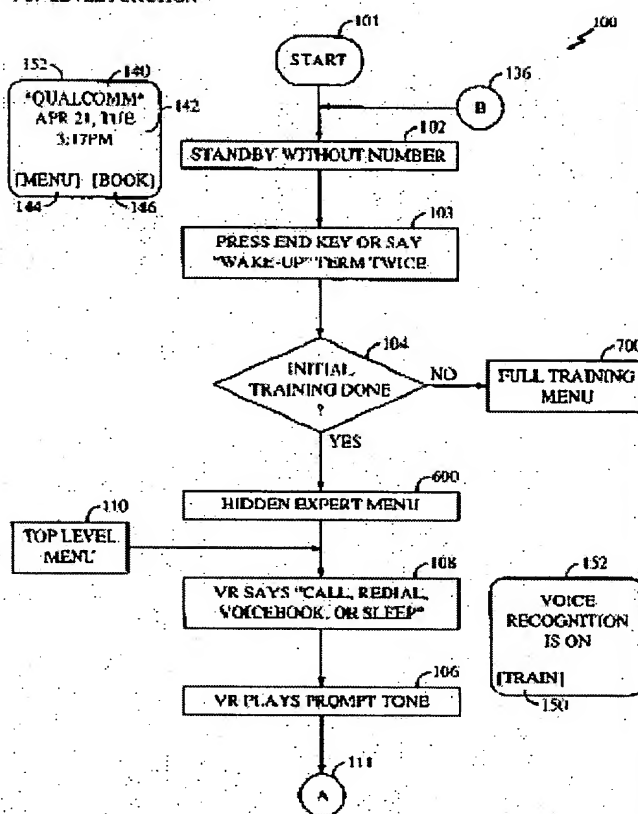 TOP LEVEL FUNCTION
100
101
START
B
136
152
140
*QUALCOMM*
142
APR 21, TUE
3:17PM
[MENU] [BOOK]
144
146
102
STANDBY WITHOUT NUMBER
103
PRESS END KEY OR SAY
"WAKE-UP" TERM TWICE
104
INITIAL
TRAINING DONE
?
NO
YES
700
FULL TRAINING
MENU
600
HIDDEN EXPERT MENU
110
TOP LEVEL
MENU
108
VR SAYS "CALL, REDIAL,
VOICEBOOK, OR SLEEP"
152
VOICE
RECOGNITION
IS ON
[TRAIN]
150
106
VR PLAYS PROMPT TONE
111
A